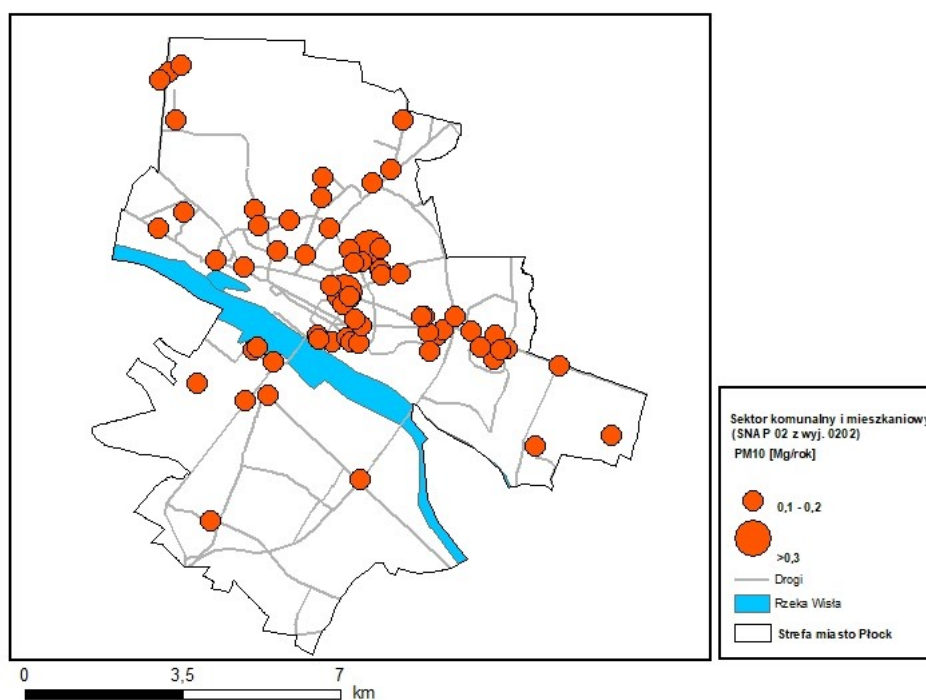 Sektor komunalny i mieszkaniowy
(SNAP 02 z wyj. 0202)
PM10 [Mg/rok]
0,1 - 0,2
>0,3
Drogi
Rzeka Wisła
Strefa miasto Płock
0 3,5 7
km